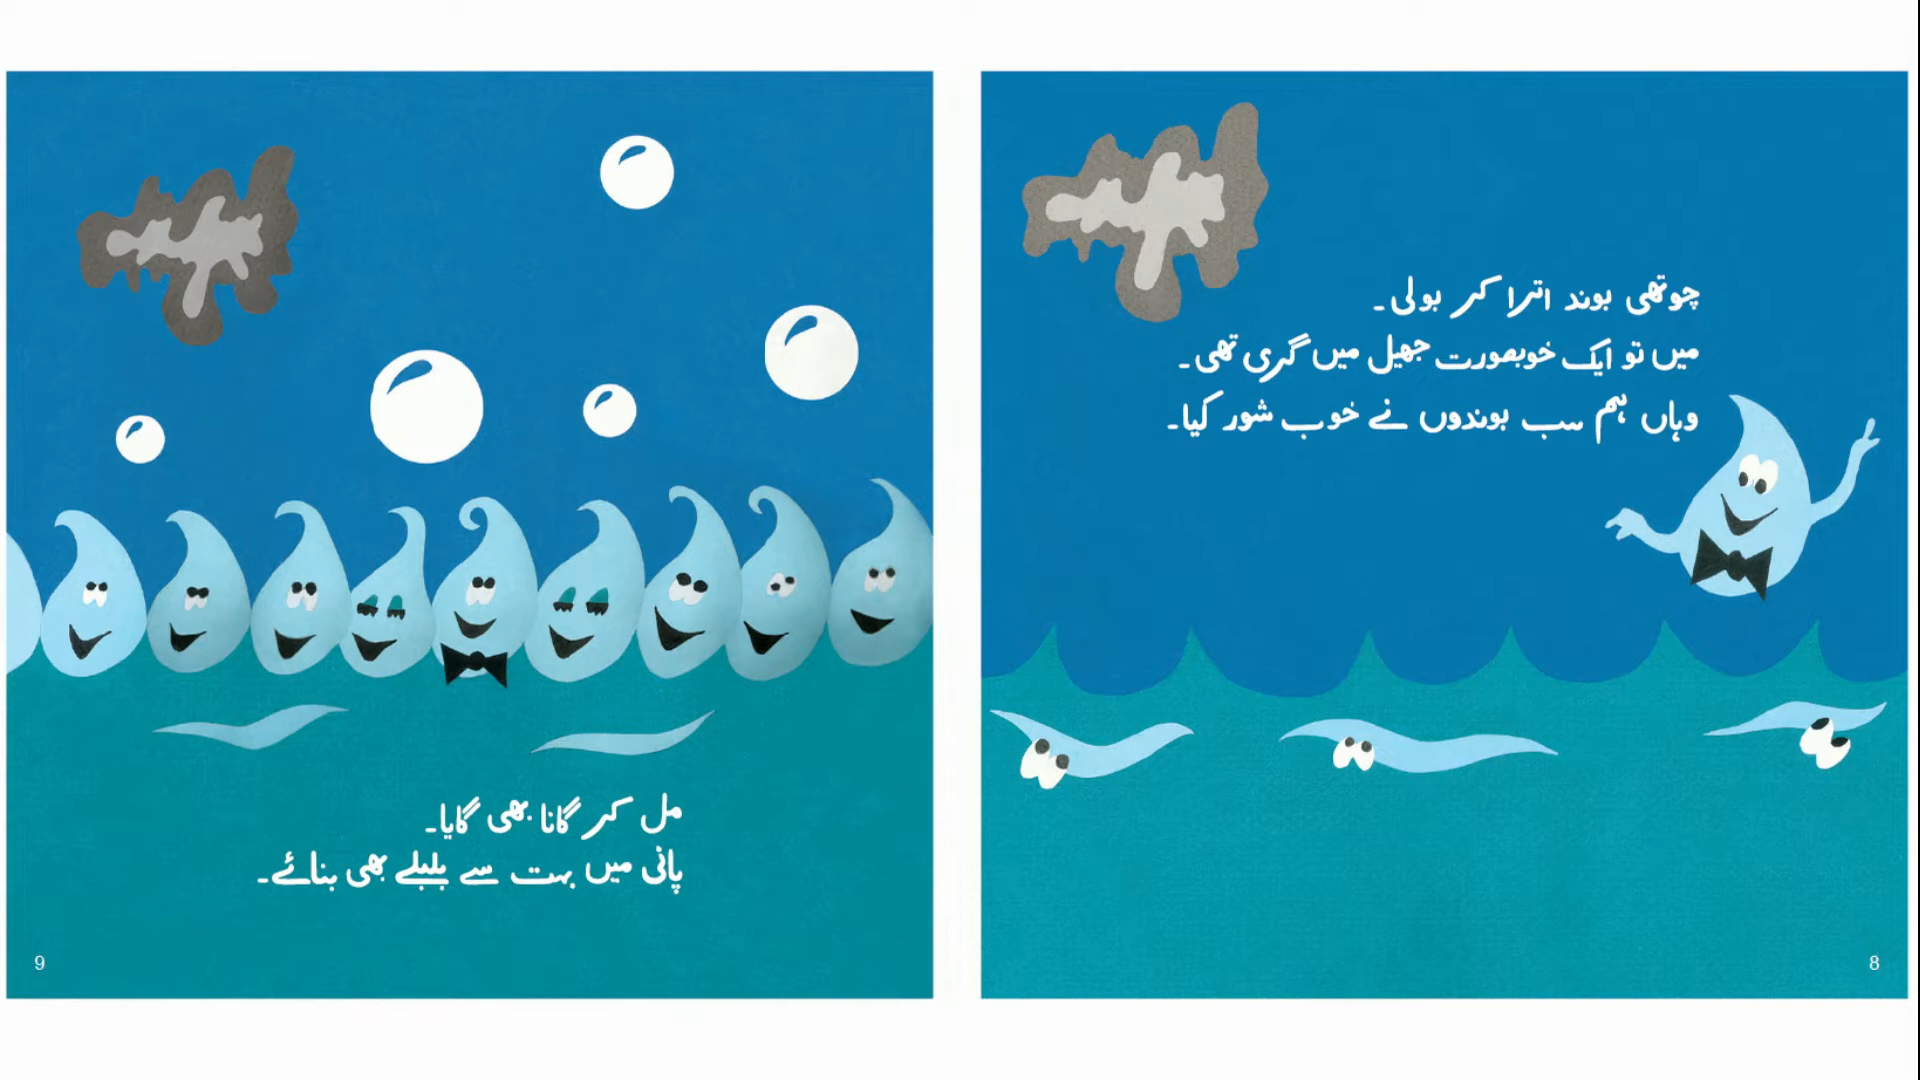 چوتھی بوند اترا کر بولی۔
میں تو ایک خوبصورت جھیل میں گری تھی۔
وہاں ہم سب بوندوں نے خوب شور کیا۔
8
مل کر گانا بھی گایا۔
پانی میں بہت سے بلبلے بھی بنائے۔
9